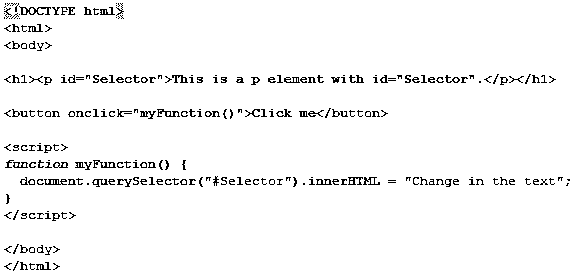 <!DOCTYPE html>
<html>
<body>
<h1><p id="Selector">This is a p element with id="Selector".</p></h1>
<button onclick="myFunction()">Click me</button>
<script>
function myFunction() {
document.querySelector("#Selector").innerHTML = "Change in the text";
}
</script>
</body>
</html>